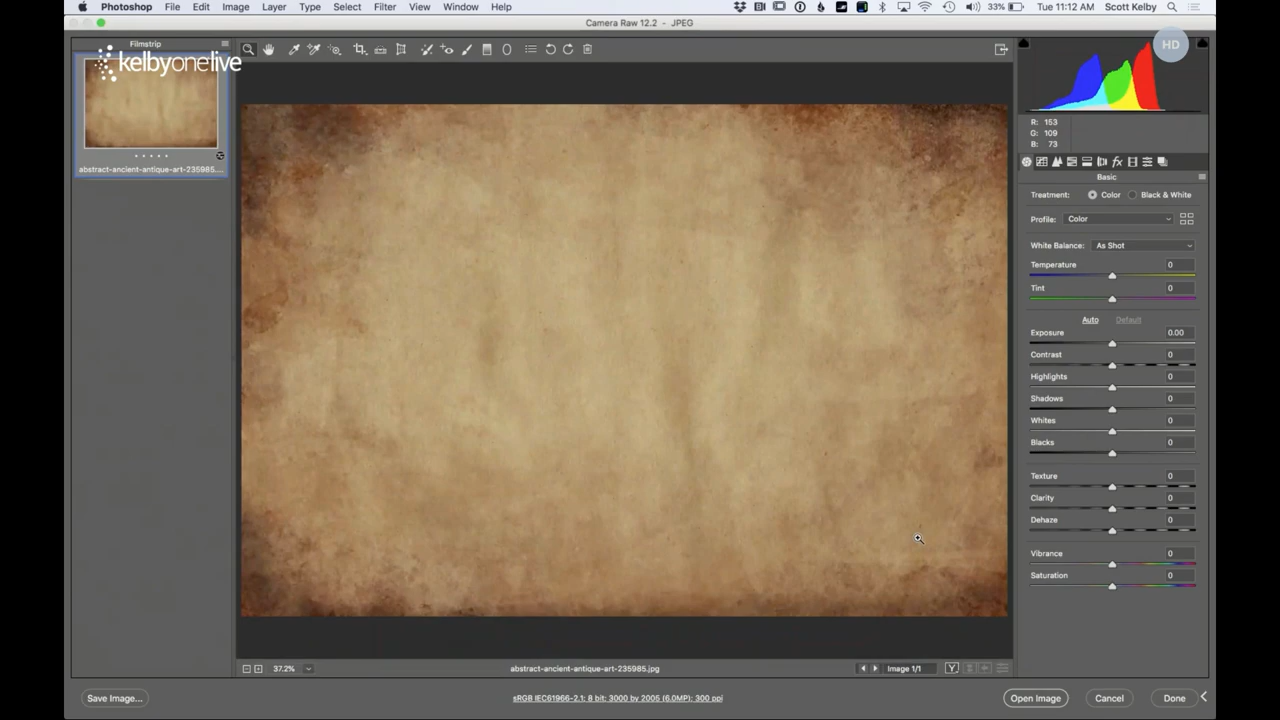 Photoshop File Edit Image Layer Type Select Filter View Window Help 33% Tue 11:12 AM Scott Kelby
Camera Raw 12.2 - JPEG
Filmstrip
kelbyonelive
HD
abstract-ancient-antique-art-235985....
R: 153
G: 109
B: 73
fx
Basic
Treatment: Color Black & White
Profile: Color
White Balance: As Shot
Temperature 0
Tint 0
Auto Default
Exposure 0.00
Contrast 0
Highlights 0
Shadows 0
Whites 0
Blacks 0
Texture 0
Clarity 0
Dehaze 0
Vibrance 0
Saturation 0
37.2% abstract-ancient-antique-art-235985.jpg Image 1/1 Y
Save Image... sRGB IEC61966-2.1; 8 bit; 3000 by 2005 (6.0MP); 300 ppi Open Image Cancel Done